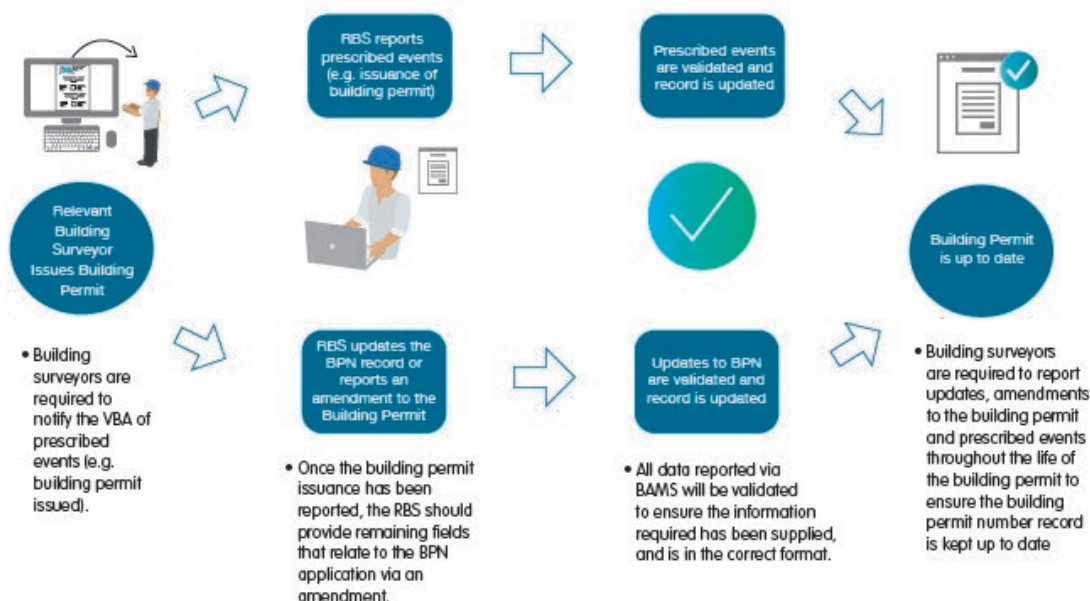 RBS reports
prescribed events
(e.g. issuance of
building permit)
Prescribed events
are validated and
record is updated
Relevant
Building
Surveyor
Issues Building
Permit
Building Permit
is up to date
RBS updates the
BPN record or
reports an
amendment to the
Building Permit
Updates to BPN
are validated and
record is updated
• Building
surveyors are
required to
notify the VBA of
prescribed
events (e.g.
building permit
issued).
• Once the building permit
issuance has been
reported, the RBS should
provide remaining fields
that relate to the BPN
application via an
amendment.
• All data reported via
BAMS will be validated
to ensure the information
required has been supplied,
and is in the correct format.
• Building surveyors
are required to report
updates, amendments
to the building permit
and prescribed events
throughout the life of
the building permit to
ensure the building
permit number record
is kept up to date